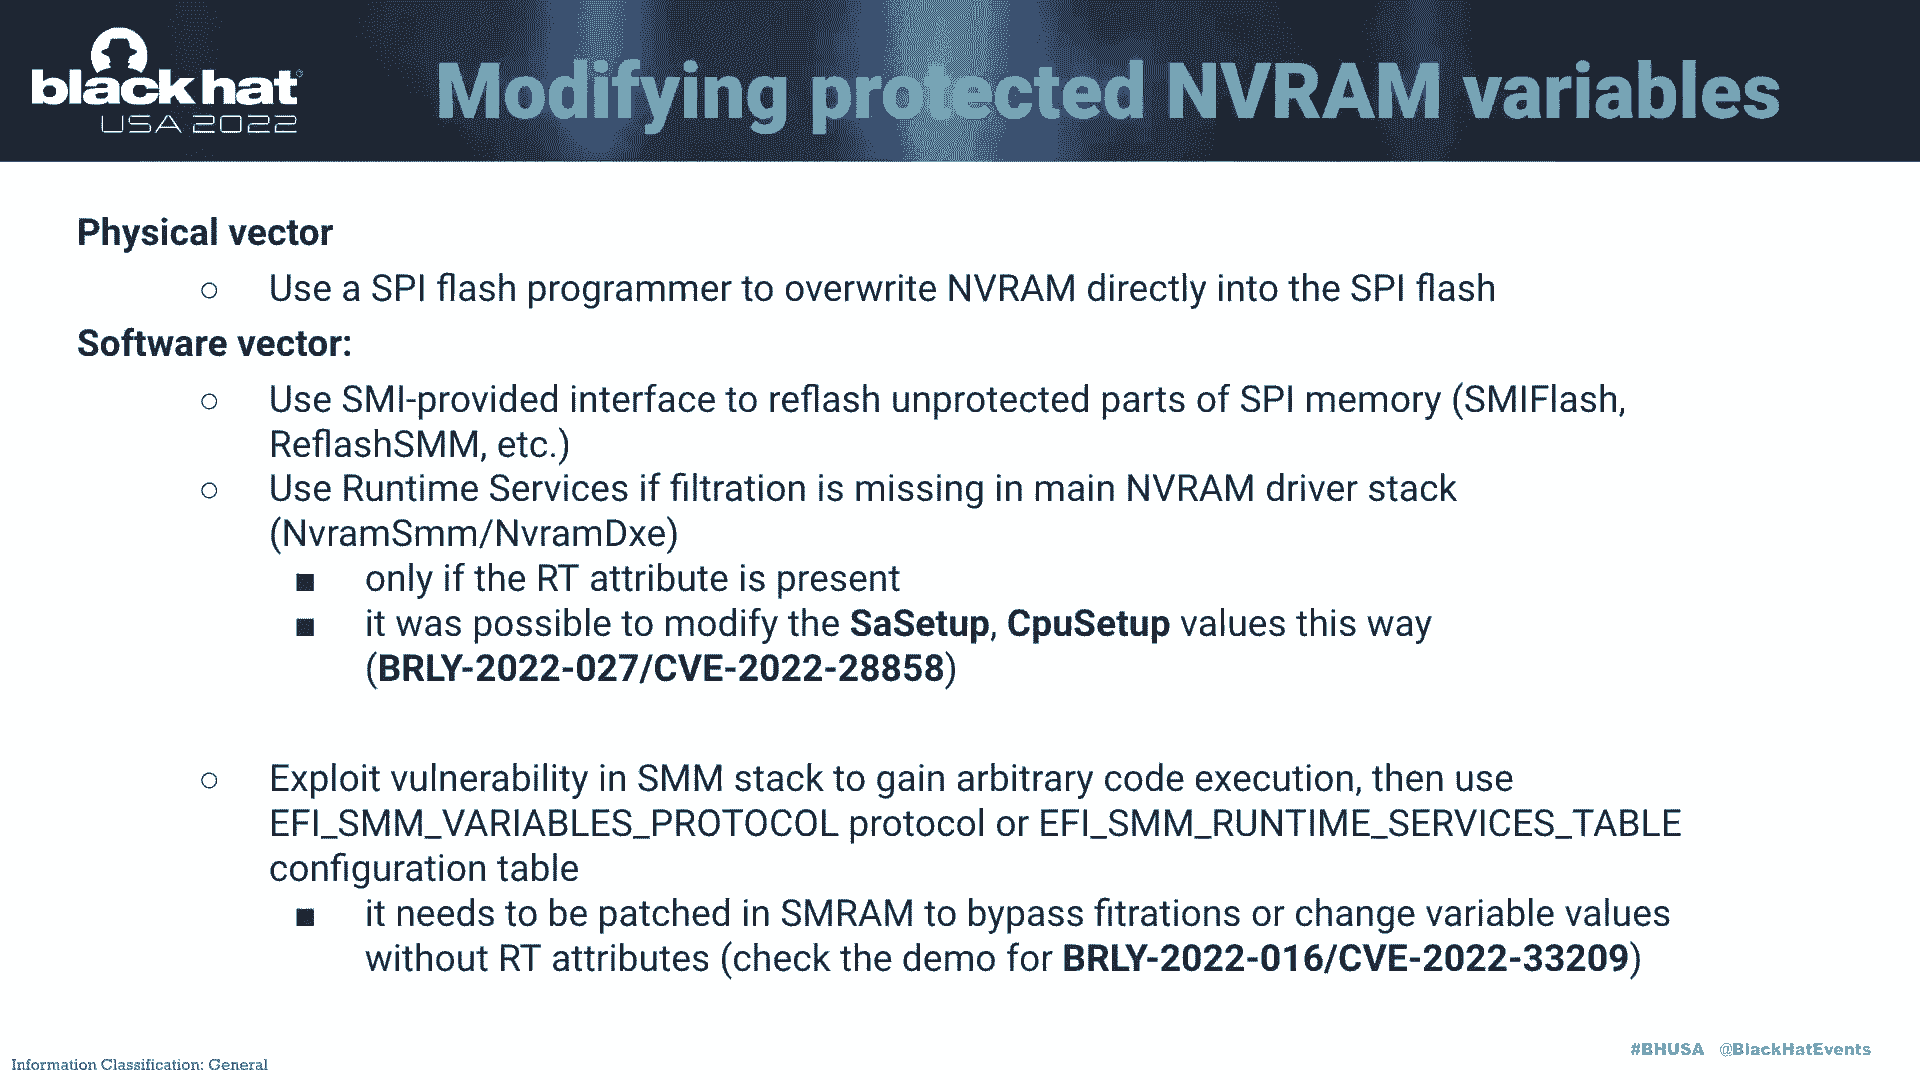 black hat®
USA 2022
Modifying protected NVRAM variables
Physical vector
○ Use a SPI flash programmer to overwrite NVRAM directly into the SPI flash
Software vector:
○ Use SMI-provided interface to reflash unprotected parts of SPI memory (SMIFlash,
ReflashSMM, etc.)
○ Use Runtime Services if filtration is missing in main NVRAM driver stack
(NvramSmm/NvramDxe)
■ only if the RT attribute is present
■ it was possible to modify the SaSetup, CpuSetup values this way
(BRLY-2022-027/CVE-2022-28858)
○ Exploit vulnerability in SMM stack to gain arbitrary code execution, then use
EFI_SMM_VARIABLES_PROTOCOL protocol or EFI_SMM_RUNTIME_SERVICES_TABLE
configuration table
■ it needs to be patched in SMRAM to bypass fitrations or change variable values
without RT attributes (check the demo for BRLY-2022-016/CVE-2022-33209)
#BHUSA @BlackHatEvents
Information Classification: General